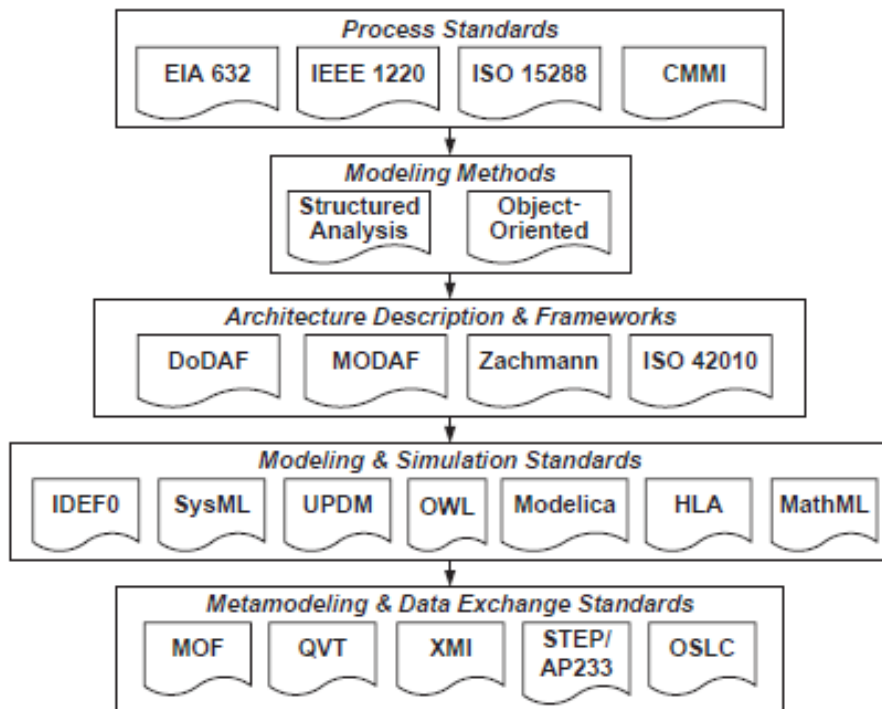 Process Standards
EIA 632 IEEE 1220 ISO 15288 CMMI
Modeling Methods
Structured Analysis
Object-Oriented
Architecture Description & Frameworks
DoDAF MODAF Zachmann ISO 42010
Modeling & Simulation Standards
IDEF0 SysML UPDM OWL Modelica HLA MathML
Metamodeling & Data Exchange Standards
MOF QVT XMI STEP/AP233 OSLC